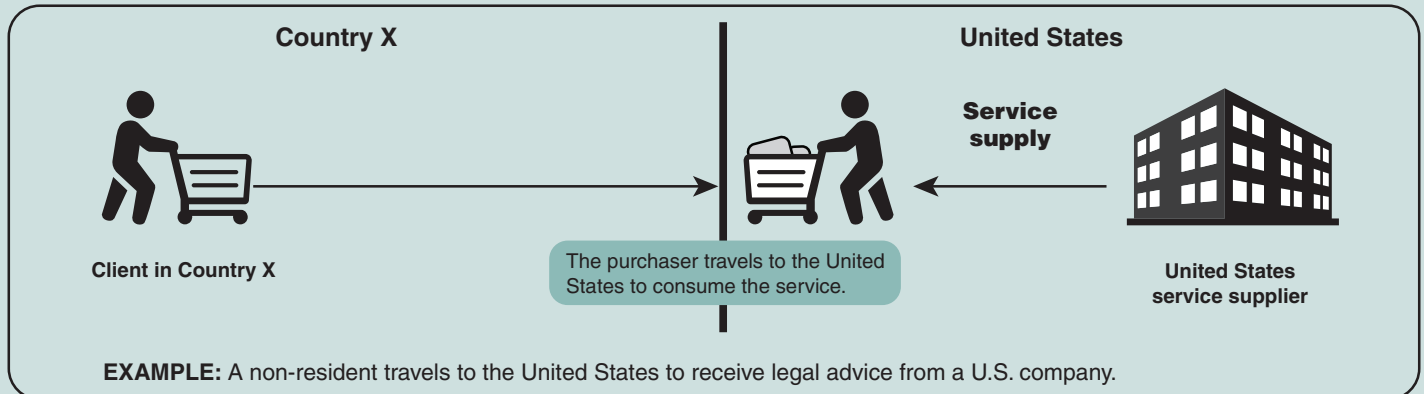 Country X
United States
Service
supply
Client in Country X
The purchaser travels to the United
States to consume the service.
United States
service supplier
EXAMPLE: A non-resident travels to the United States to receive legal advice from a U.S. company.